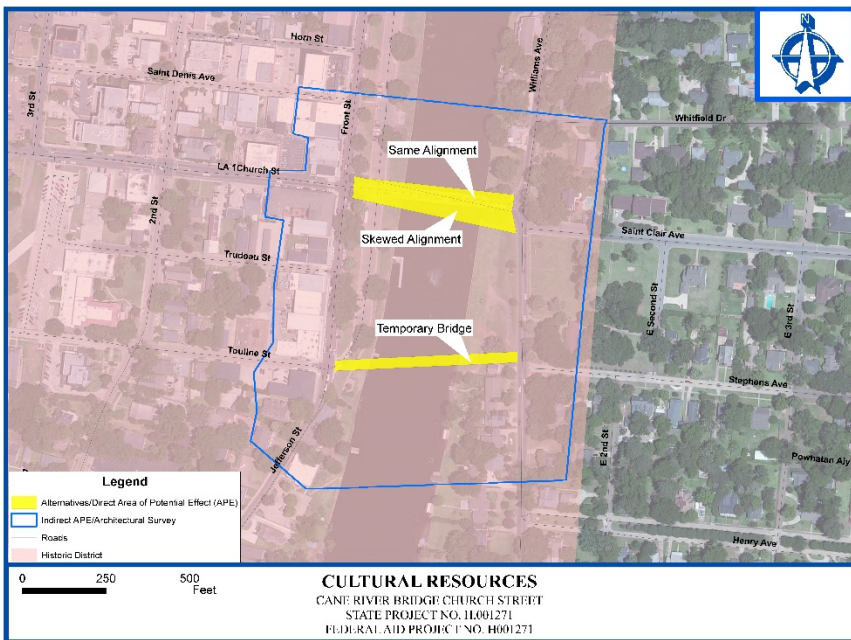 N
Horn St
Saint Denis Ave
Williams Ave
3rd St
Front St
Whitfield Dr
Same Alignment
LA 1Church St
2nd St
Skewed Alignment
Saint Clair Ave
Trudeau St
E Second St
E 3rd St
Temporary Bridge
Touline St
Stephens Ave
Jefferson St
E 2nd St
Powhatan Aly
Henry Ave
Legend
Alternatives/Direct Area of Potential Effect (APE)
Indirect APE/Architectural Survey
Roads
Historic District
0 250 500
Feet
CULTURAL RESOURCES
CANE RIVER BRIDGE CHURCH STREET
STATE PROJECT NO. H.001271
FEDERAL AID PROJECT NO. H001271